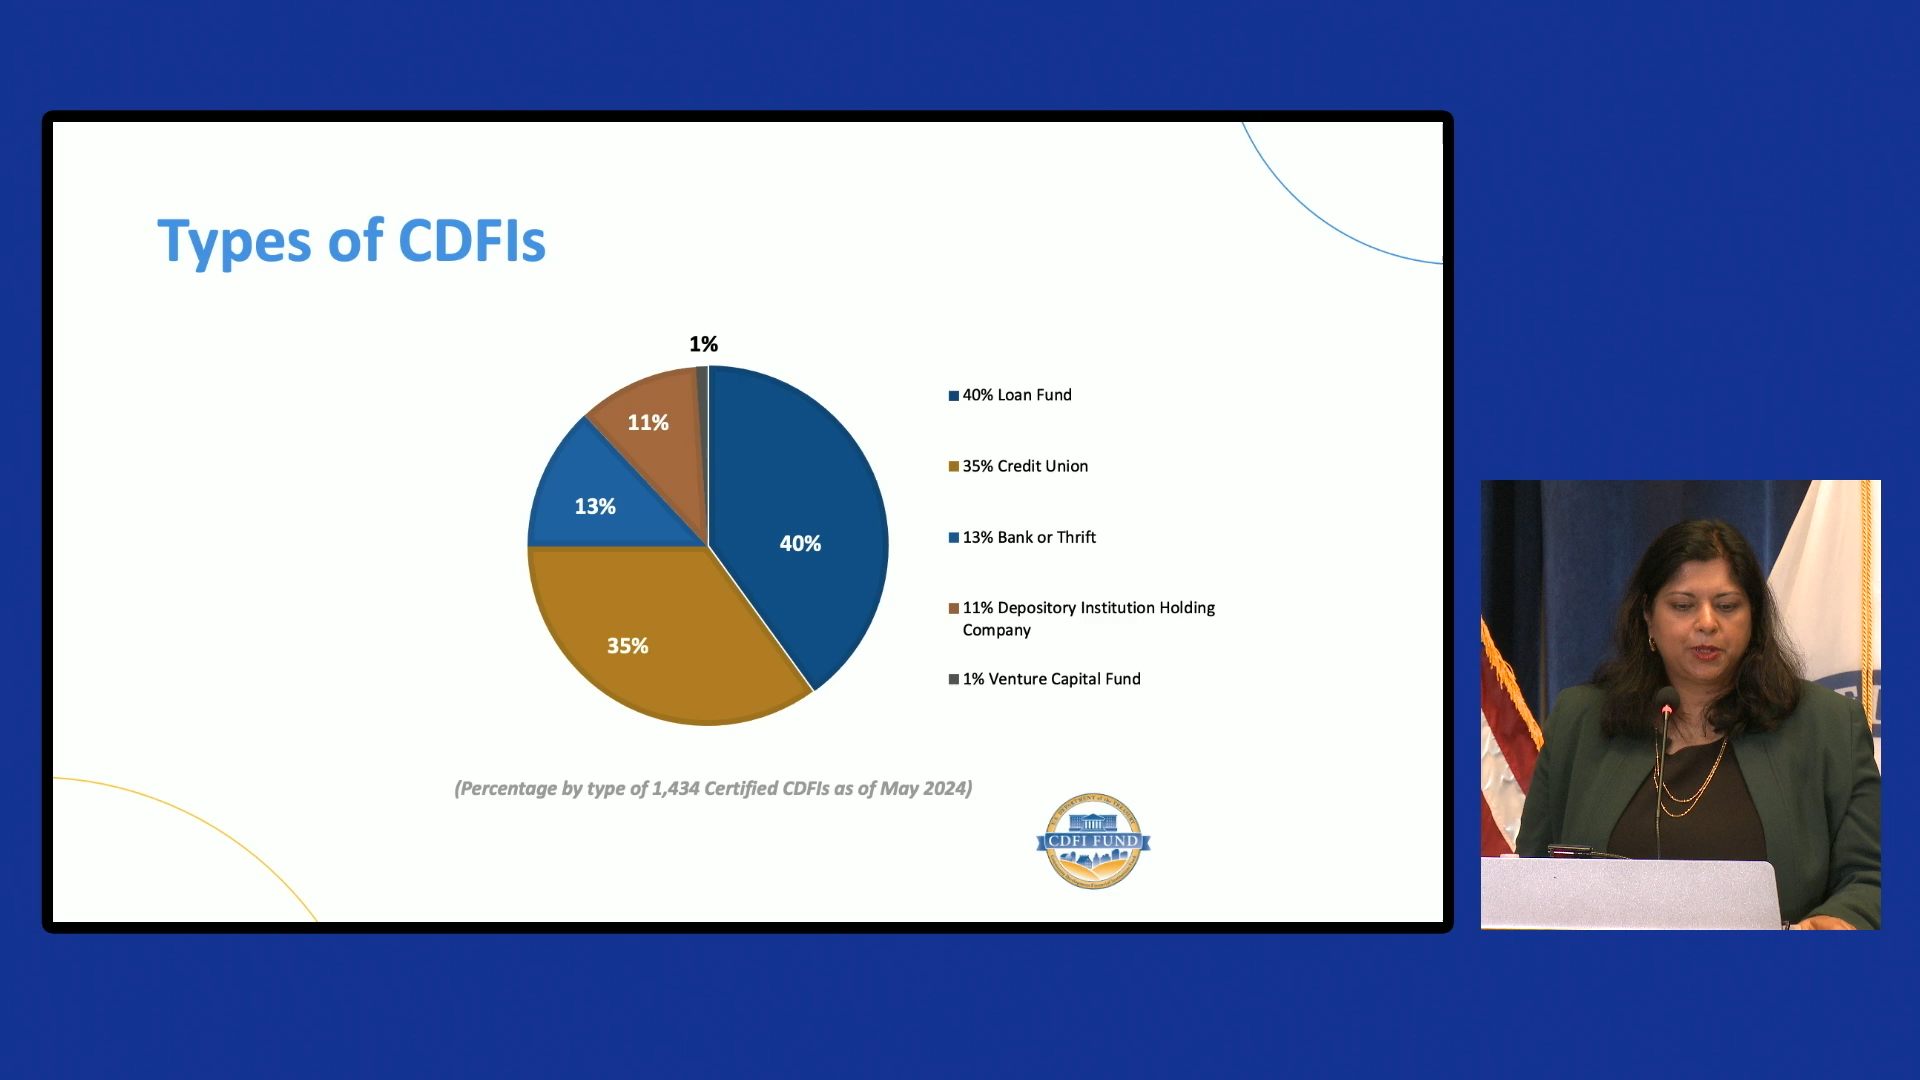 Types of CDFIs
1%
11%
13%
40%
35%
40% Loan Fund
35% Credit Union
13% Bank or Thrift
11% Depository Institution Holding
Company
1% Venture Capital Fund
(Percentage by type of 1,434 Certified CDFIs as of May 2024)
CDFI FUND